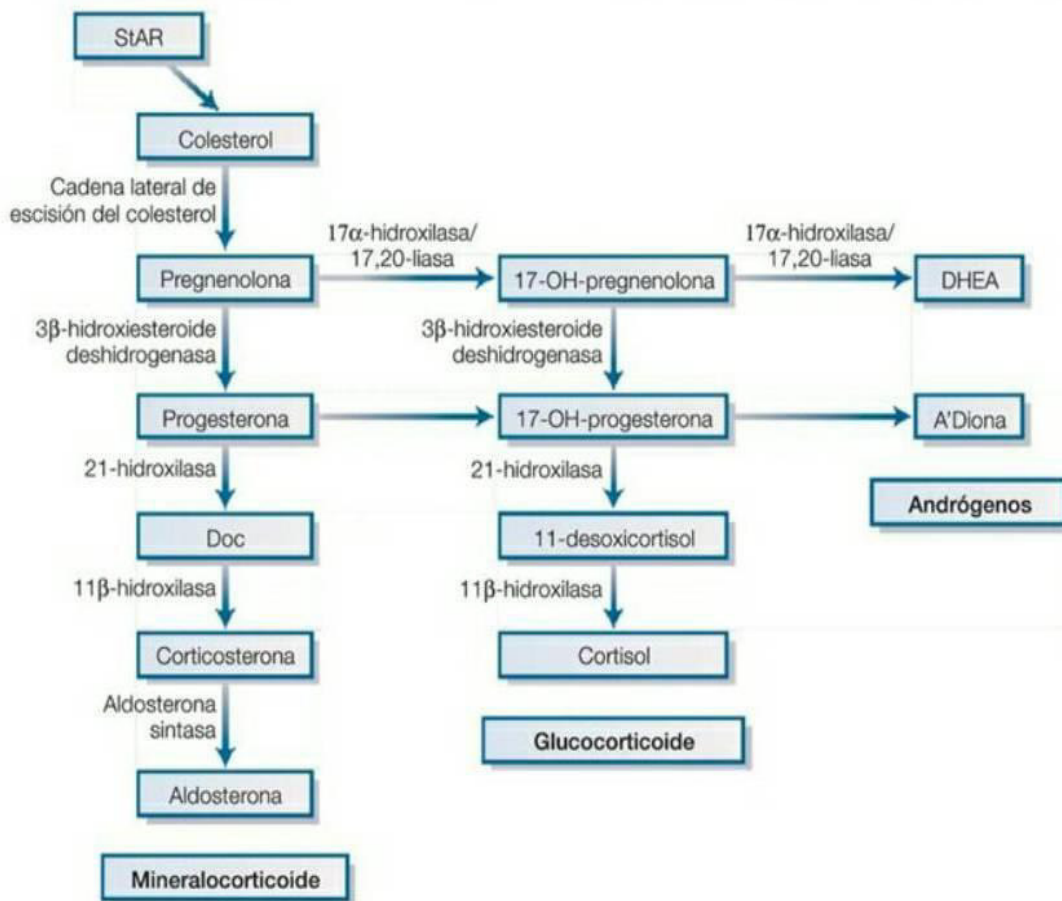 StAR
Colesterol
Cadena lateral de
escisión del colesterol
17α-hidroxilasa/
17,20-liasa
17α-hidroxilasa/
17,20-liasa
Pregnenolona
17-OH-pregnenolona
DHEA
3β-hidroxiesteroide
deshidrogenasa
3β-hidroxiesteroide
deshidrogenasa
Progesterona
17-OH-progesterona
A'Diona
21-hidroxilasa
21-hidroxilasa
Andrógenos
Doc
11-desoxicortisol
11β-hidroxilasa
11β-hidroxilasa
Corticosterona
Cortisol
Aldosterona
sintasa
Glucocorticoide
Aldosterona
Mineralocorticoide